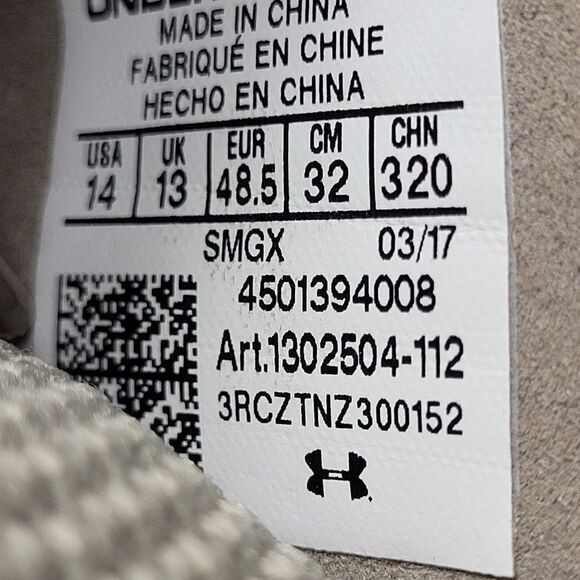 MADE IN CHINA
FABRIQUÉ EN CHINE
HECHO EN CHINA
USA UK EUR CM CHN
14 13 48.5 32 320
SMGX 03/17
4501394008
Art.1302504-112
3RCZTNZ300152